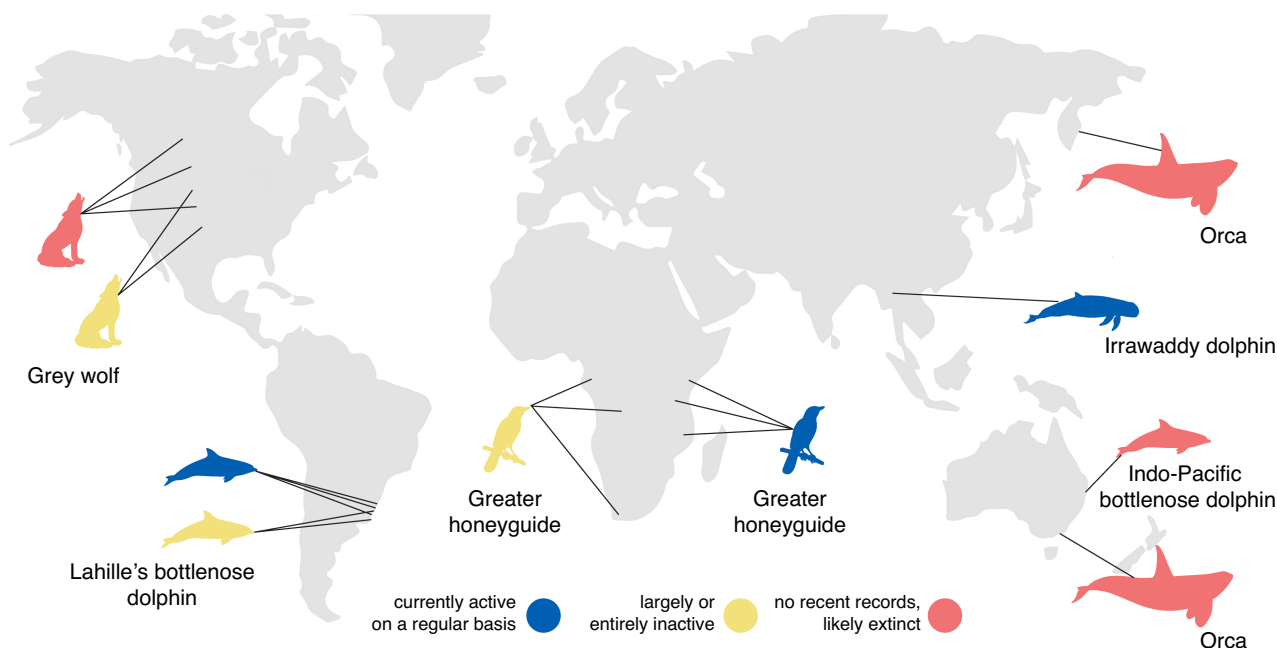 Orca
Irrawaddy dolphin
Grey wolf
Indo-Pacific
bottlenose dolphin
Greater
honeyguide
Greater
honeyguide
Lahille’s bottlenose
dolphin
currently active
on a regular basis
largely or
entirely inactive
no recent records,
likely extinct
Orca